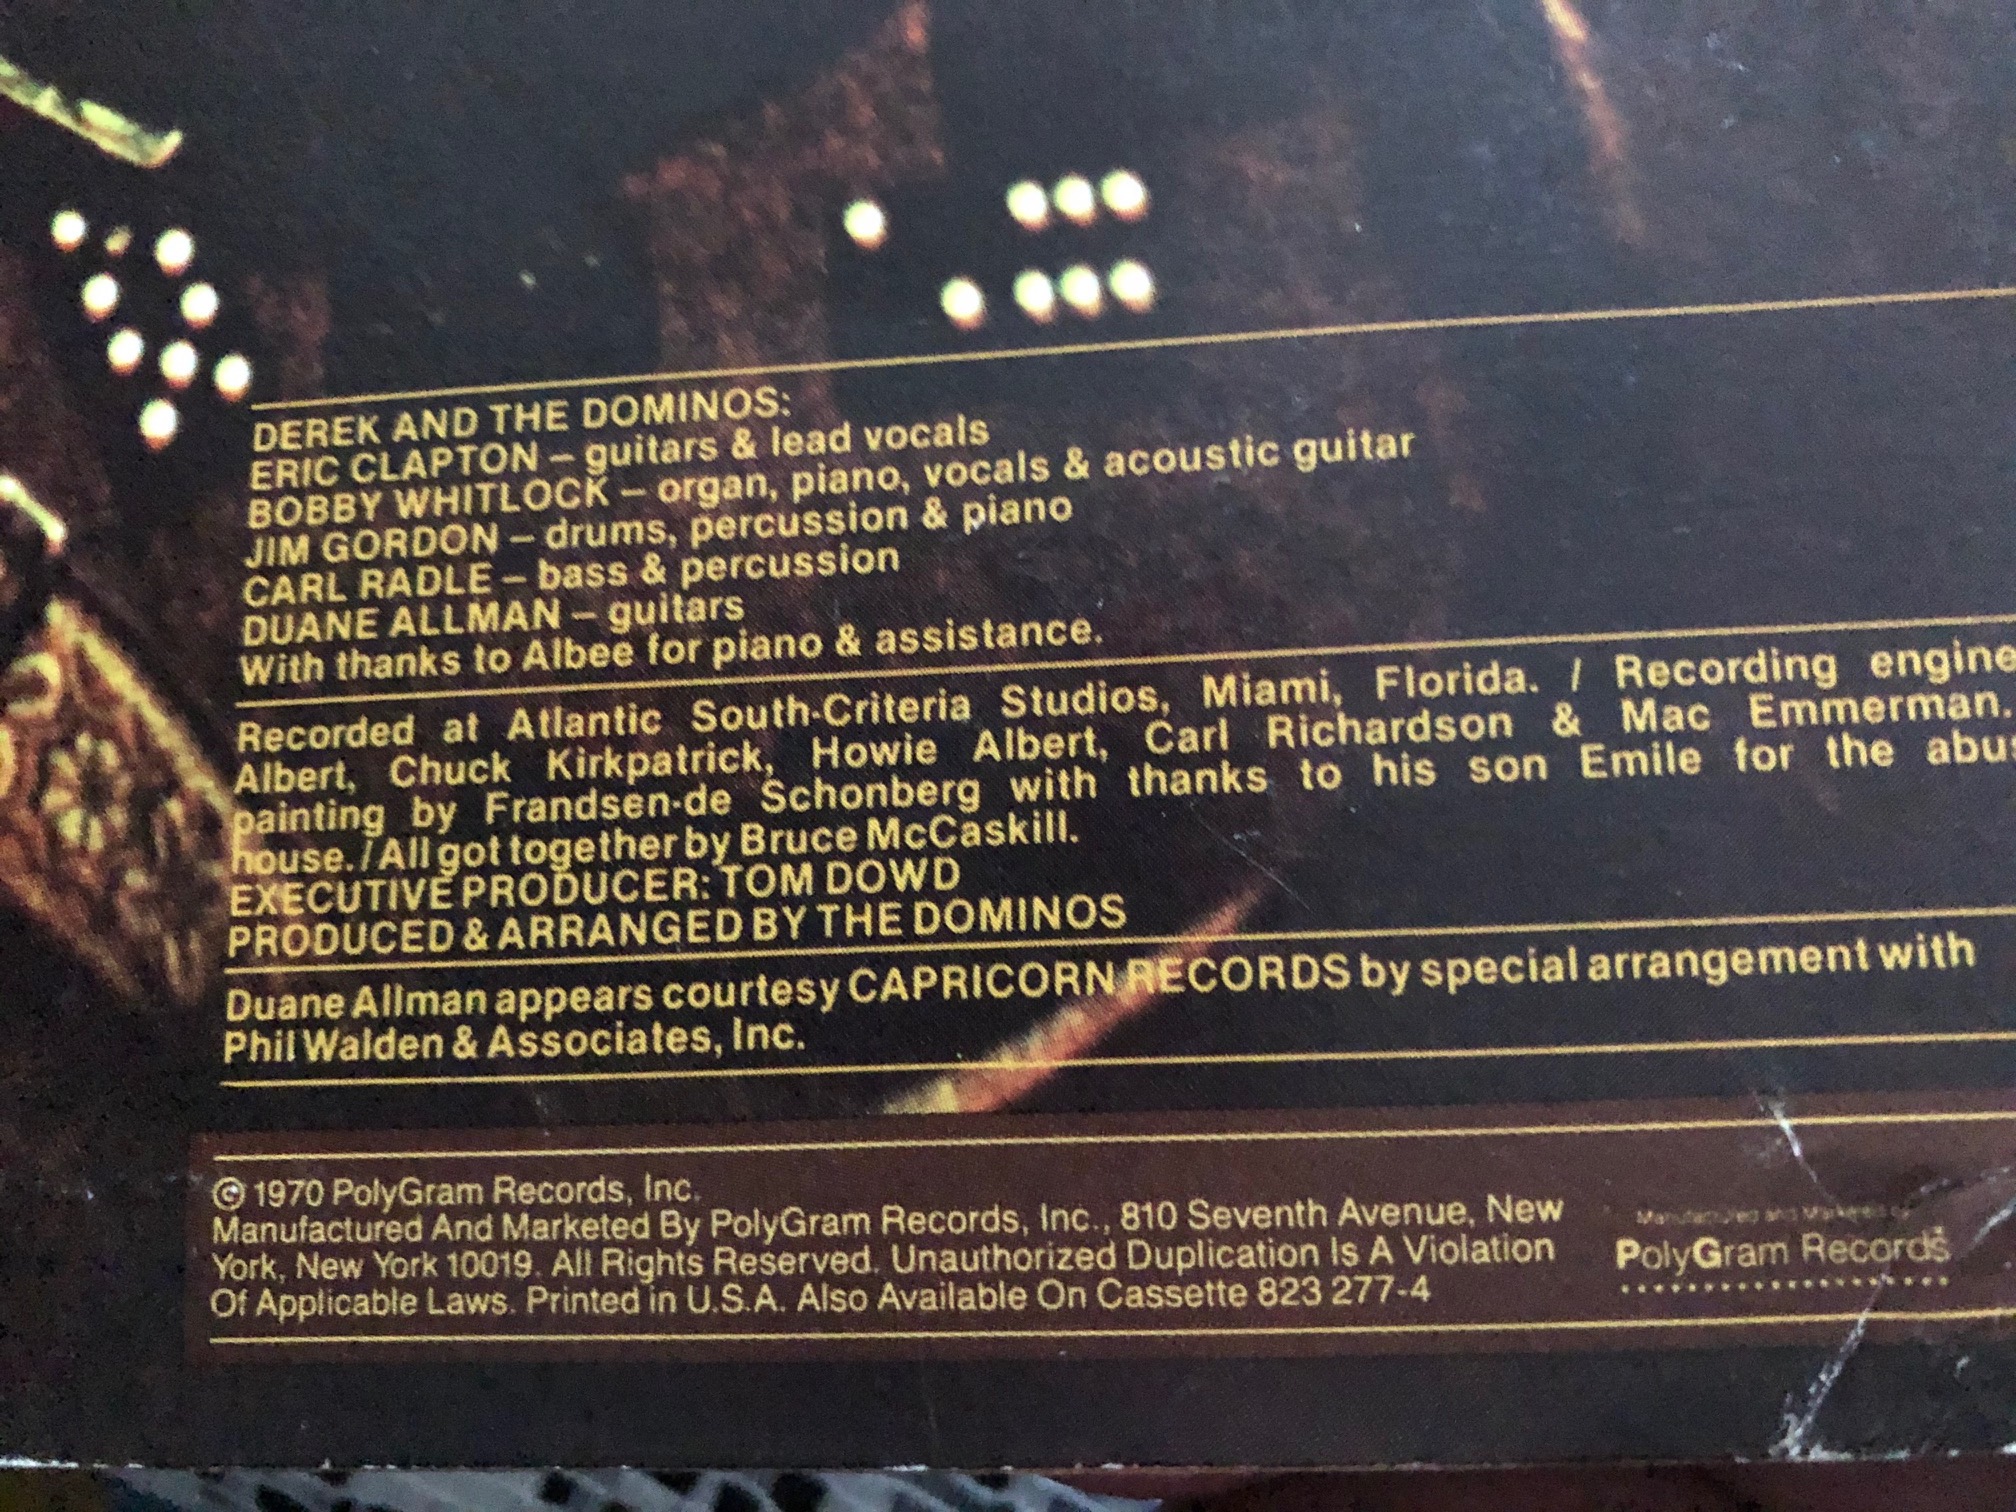 DEREK AND THE DOMINOS:
ERIC CLAPTON – guitars & lead vocals
BOBBY WHITLOCK – organ, piano, vocals & acoustic guitar
JIM GORDON – drums, percussion & piano
CARL RADLE – bass & percussion
DUANE ALLMAN – guitars
With thanks to Albee for piano & assistance.
Recorded at Atlantic South-Criteria Studios, Miami, Florida. / Recording engine
Albert, Chuck Kirkpatrick, Howie Albert, Carl Richardson & Mac Emmerman.
painting by Frandsen-de Schonberg with thanks to his son Emile for the abu
house. / All got together by Bruce McCaskill.
EXECUTIVE PRODUCER: TOM DOWD
PRODUCED & ARRANGED BY THE DOMINOS
Duane Allman appears courtesy CAPRICORN RECORDS by special arrangement with
Phil Walden & Associates, Inc.
© 1970 PolyGram Records, Inc.
Manufactured And Marketed By PolyGram Records, Inc., 810 Seventh Avenue, New
York, New York 10019. All Rights Reserved. Unauthorized Duplication Is A Violation
Of Applicable Laws. Printed in U.S.A. Also Available On Cassette 823 277-4
Manufactured and Marketed by
PolyGram Records